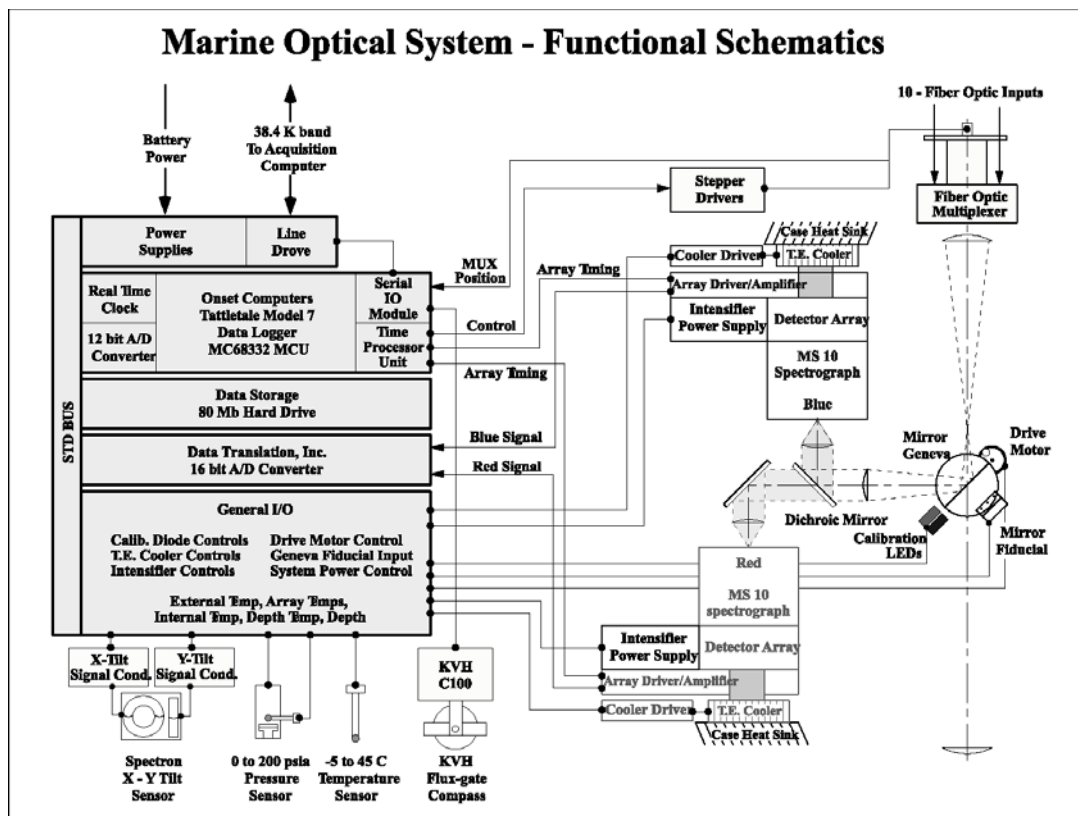 Marine Optical System - Functional Schematics
10 - Fiber Optic Inputs
Battery
Power
38.4 K band
To Acquisition
Computer
Stepper
Drivers
Fiber Optic
Multiplexer
Power
Supplies
Line
Drove
Case Heat Sink
Cooler Driver
T.E. Cooler
MUX
Position
Array Timing
Array Driver/Amplifier
Real Time
Clock
12 bit A/D
Converter
Onset Computers
Tattletale Model 7
Data Logger
MC68332 MCU
Serial
IO
Module
Time
Processor
Unit
Control
Array Timing
Intensifier
Power Supply
Detector Array
MS 10
Spectrograph
Blue
STD BUS
Data Storage
80 Mb Hard Drive
Data Translation, Inc.
16 bit A/D Converter
Blue Signal
Red Signal
Mirror
Geneva
Drive
Motor
Dichroic Mirror
Calibration
LEDs
Mirror
Fiducial
General I/O
Calib. Diode Controls
T.E. Cooler Controls
Intensifier Controls
Drive Motor Control
Geneva Fiducial Input
System Power Control
External Tmp, Array Tmps,
Internal Tmp, Depth Tmp, Depth
Red
MS 10
spectrograph
Intensifier
Power Supply
Detector Array
Array Driver/Amplifier
Cooler Driver
T.E. Cooler
Case Heat Sink
X-Tilt
Signal Cond.
Y-Tilt
Signal Cond.
KVH
C100
Spectron
X - Y Tilt
Sensor
0 to 200 psia
Pressure
Sensor
-5 to 45 C
Temperature
Sensor
KVH
Flux-gate
Compass